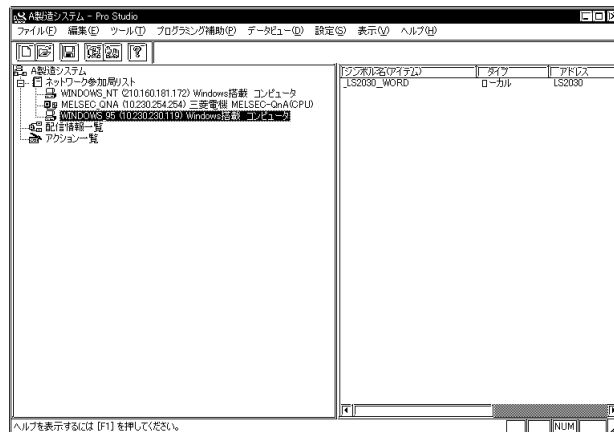 A製造システム - Pro Studio
ファイル(F) 編集(E) ツール(T) プログラミング補助(P) データビュー(D) 設定(S) 表示(V) ヘルプ(H)
A製造システム
ネットワーク参加局リスト
WINDOWS_NT (210.160.181.172) Windows搭載 コンピュータ
MELSEC_QNA (10.230.254.254) 三菱電機 MELSEC-QnA(CPU)
WINDOWS_95 (10.230.230.119) Windows搭載 コンピュータ
配信情報一覧
アクション一覧
シンボル名(アイテム) タイプ アドレス
_LS2030_WORD ローカル LS2030
ヘルプを表示するには [F1] を押してください。
NUM